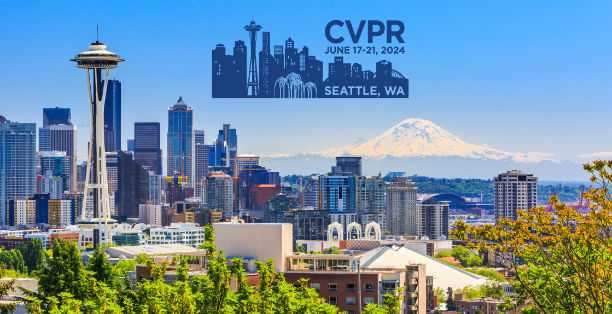 CVPR
JUNE 17-21, 2024
SEATTLE, WA